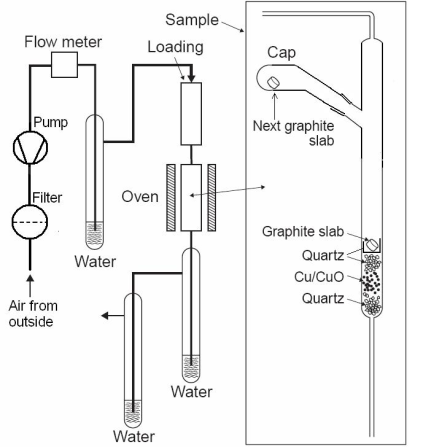 Sample
Flow meter
Loading
Cap
Next graphite
slab
Pump
Filter
Oven
Water
Graphite slab
Quartz
Cu/CuO
Quartz
Air from
outside
Water
Water